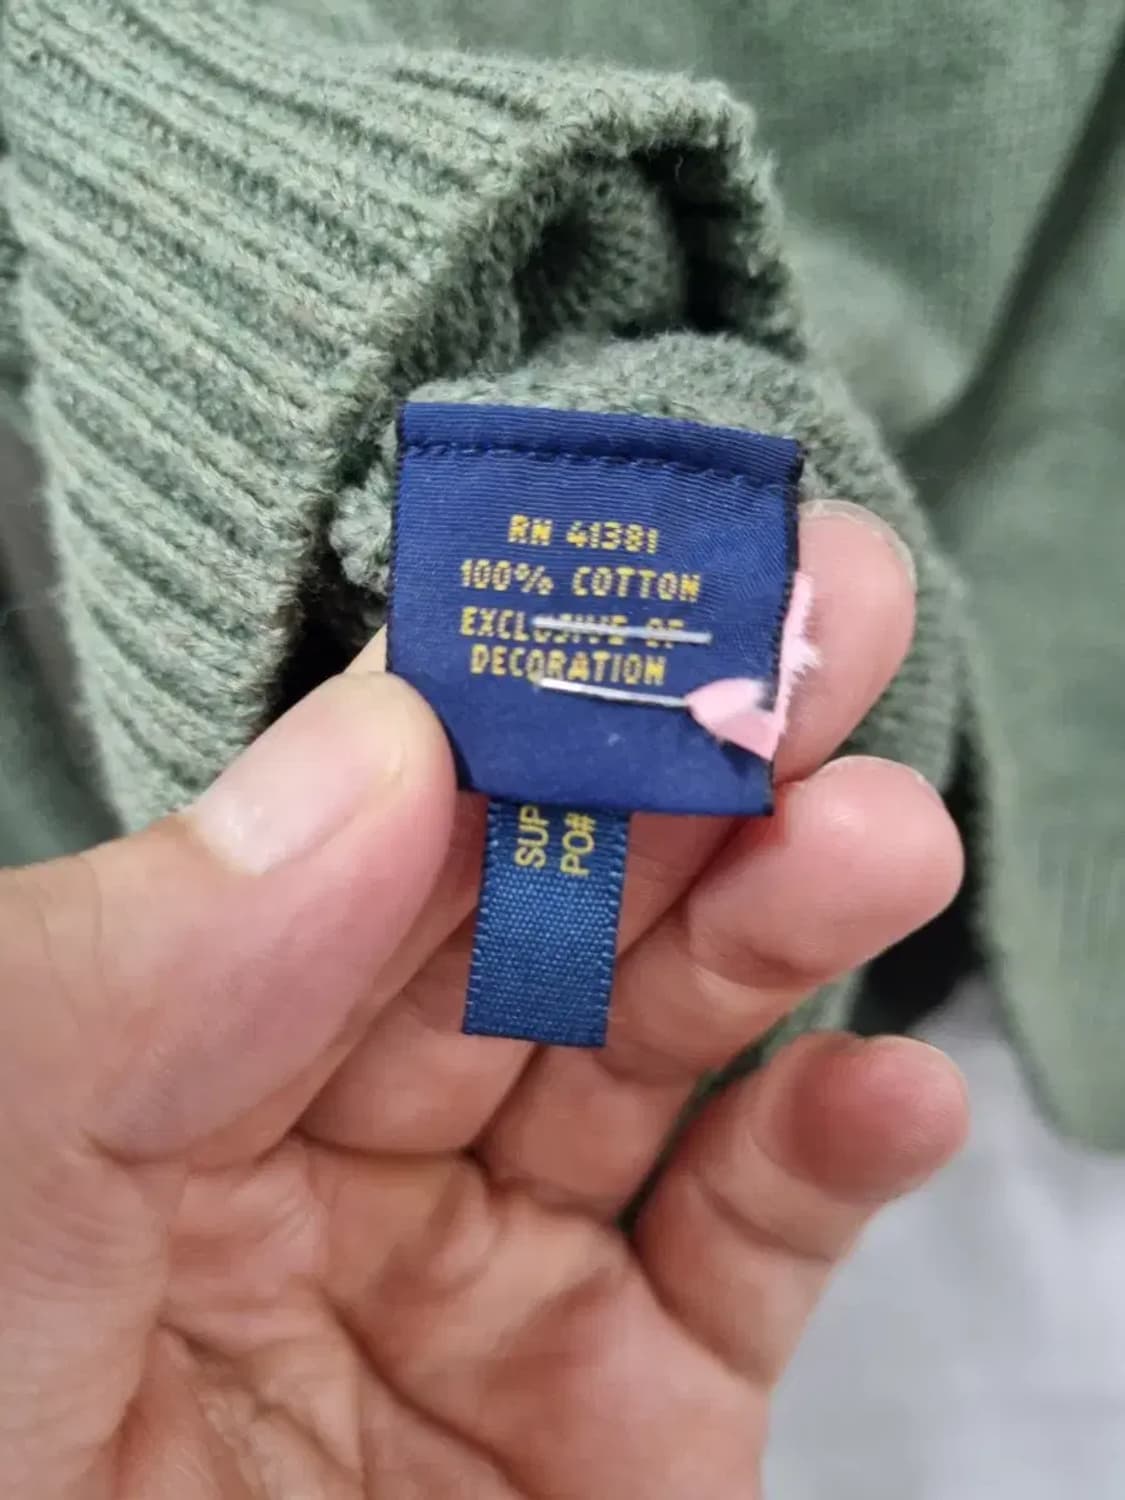 RN 41381
100% COTTON
EXCLUSIVE OF
DECORATION
SUP
PO#